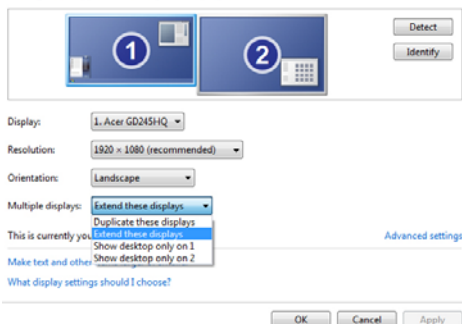 1
2
Detect
Identify
Display: 1. Acer GD245HQ
Resolution: 1920 × 1080 (recommended)
Orientation: Landscape
Multiple displays: Extend these displays
Duplicate these displays
This is currently you Extend these displays Advanced settings
Show desktop only on 1
Make text and othe Show desktop only on 2
What display settings should I choose?
OK Cancel Apply